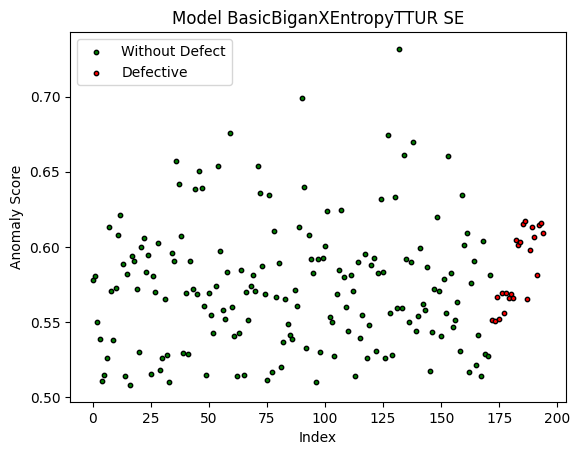 Model BasicBiganXEntropyTTUR SE
Without Defect
Defective
Anomaly Score
0.70
0.65
0.60
0.55
0.50
0
25
50
75
100
125
150
175
200
Index